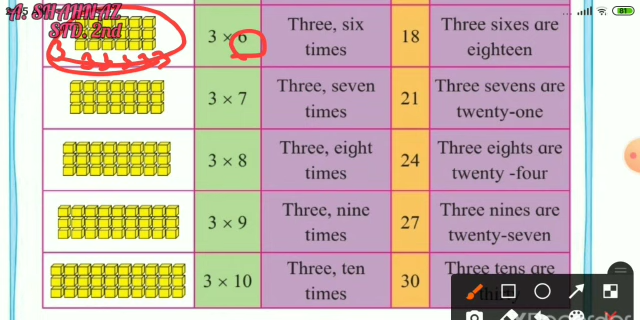 A: SHAHNAZ
STD: 2nd
81
3 × 6
Three, six
times
18
Three sixes are
eighteen
3 × 7
Three, seven
times
21
Three sevens are
twenty-one
3 × 8
Three, eight
times
24
Three eights are
twenty -four
3 × 9
Three, nine
times
27
Three nines are
twenty-seven
3 × 10
Three, ten
times
30
Three tens are
thirty